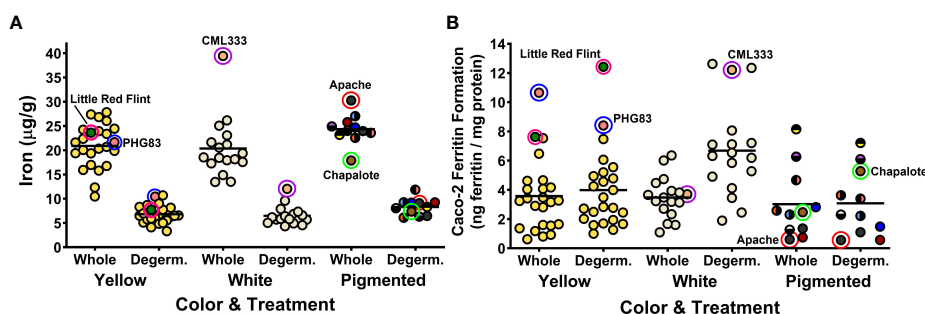 A
Iron (µg/g)
40
35
30
25
20
15
10
5
0
CML333
Little Red Flint
PHG83
Apache
Chapalote
Whole Degerm. Whole Degerm. Whole Degerm.
Yellow White Pigmented
Color & Treatment
B
Caco-2 Ferritin Formation
(ng ferritin / mg protein)
14
12
10
8
6
4
2
0
Little Red Flint
CML333
PHG83
Chapalote
Apache
Whole Degerm. Whole Degerm. Whole Degerm.
Yellow White Pigmented
Color & Treatment